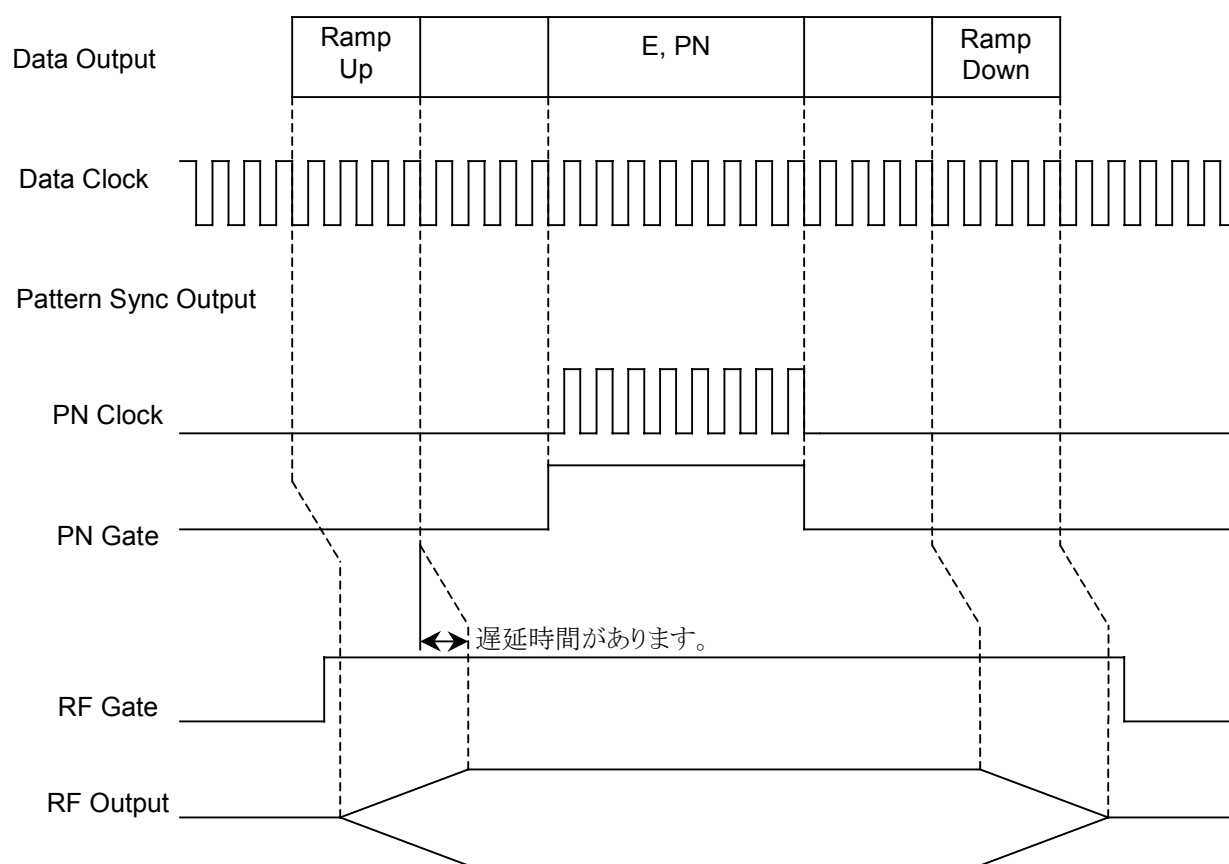 Data Output
Ramp
Up
E, PN
Ramp
Down
Data Clock
Pattern Sync Output
PN Clock
PN Gate
遅延時間があります。
RF Gate
RF Output